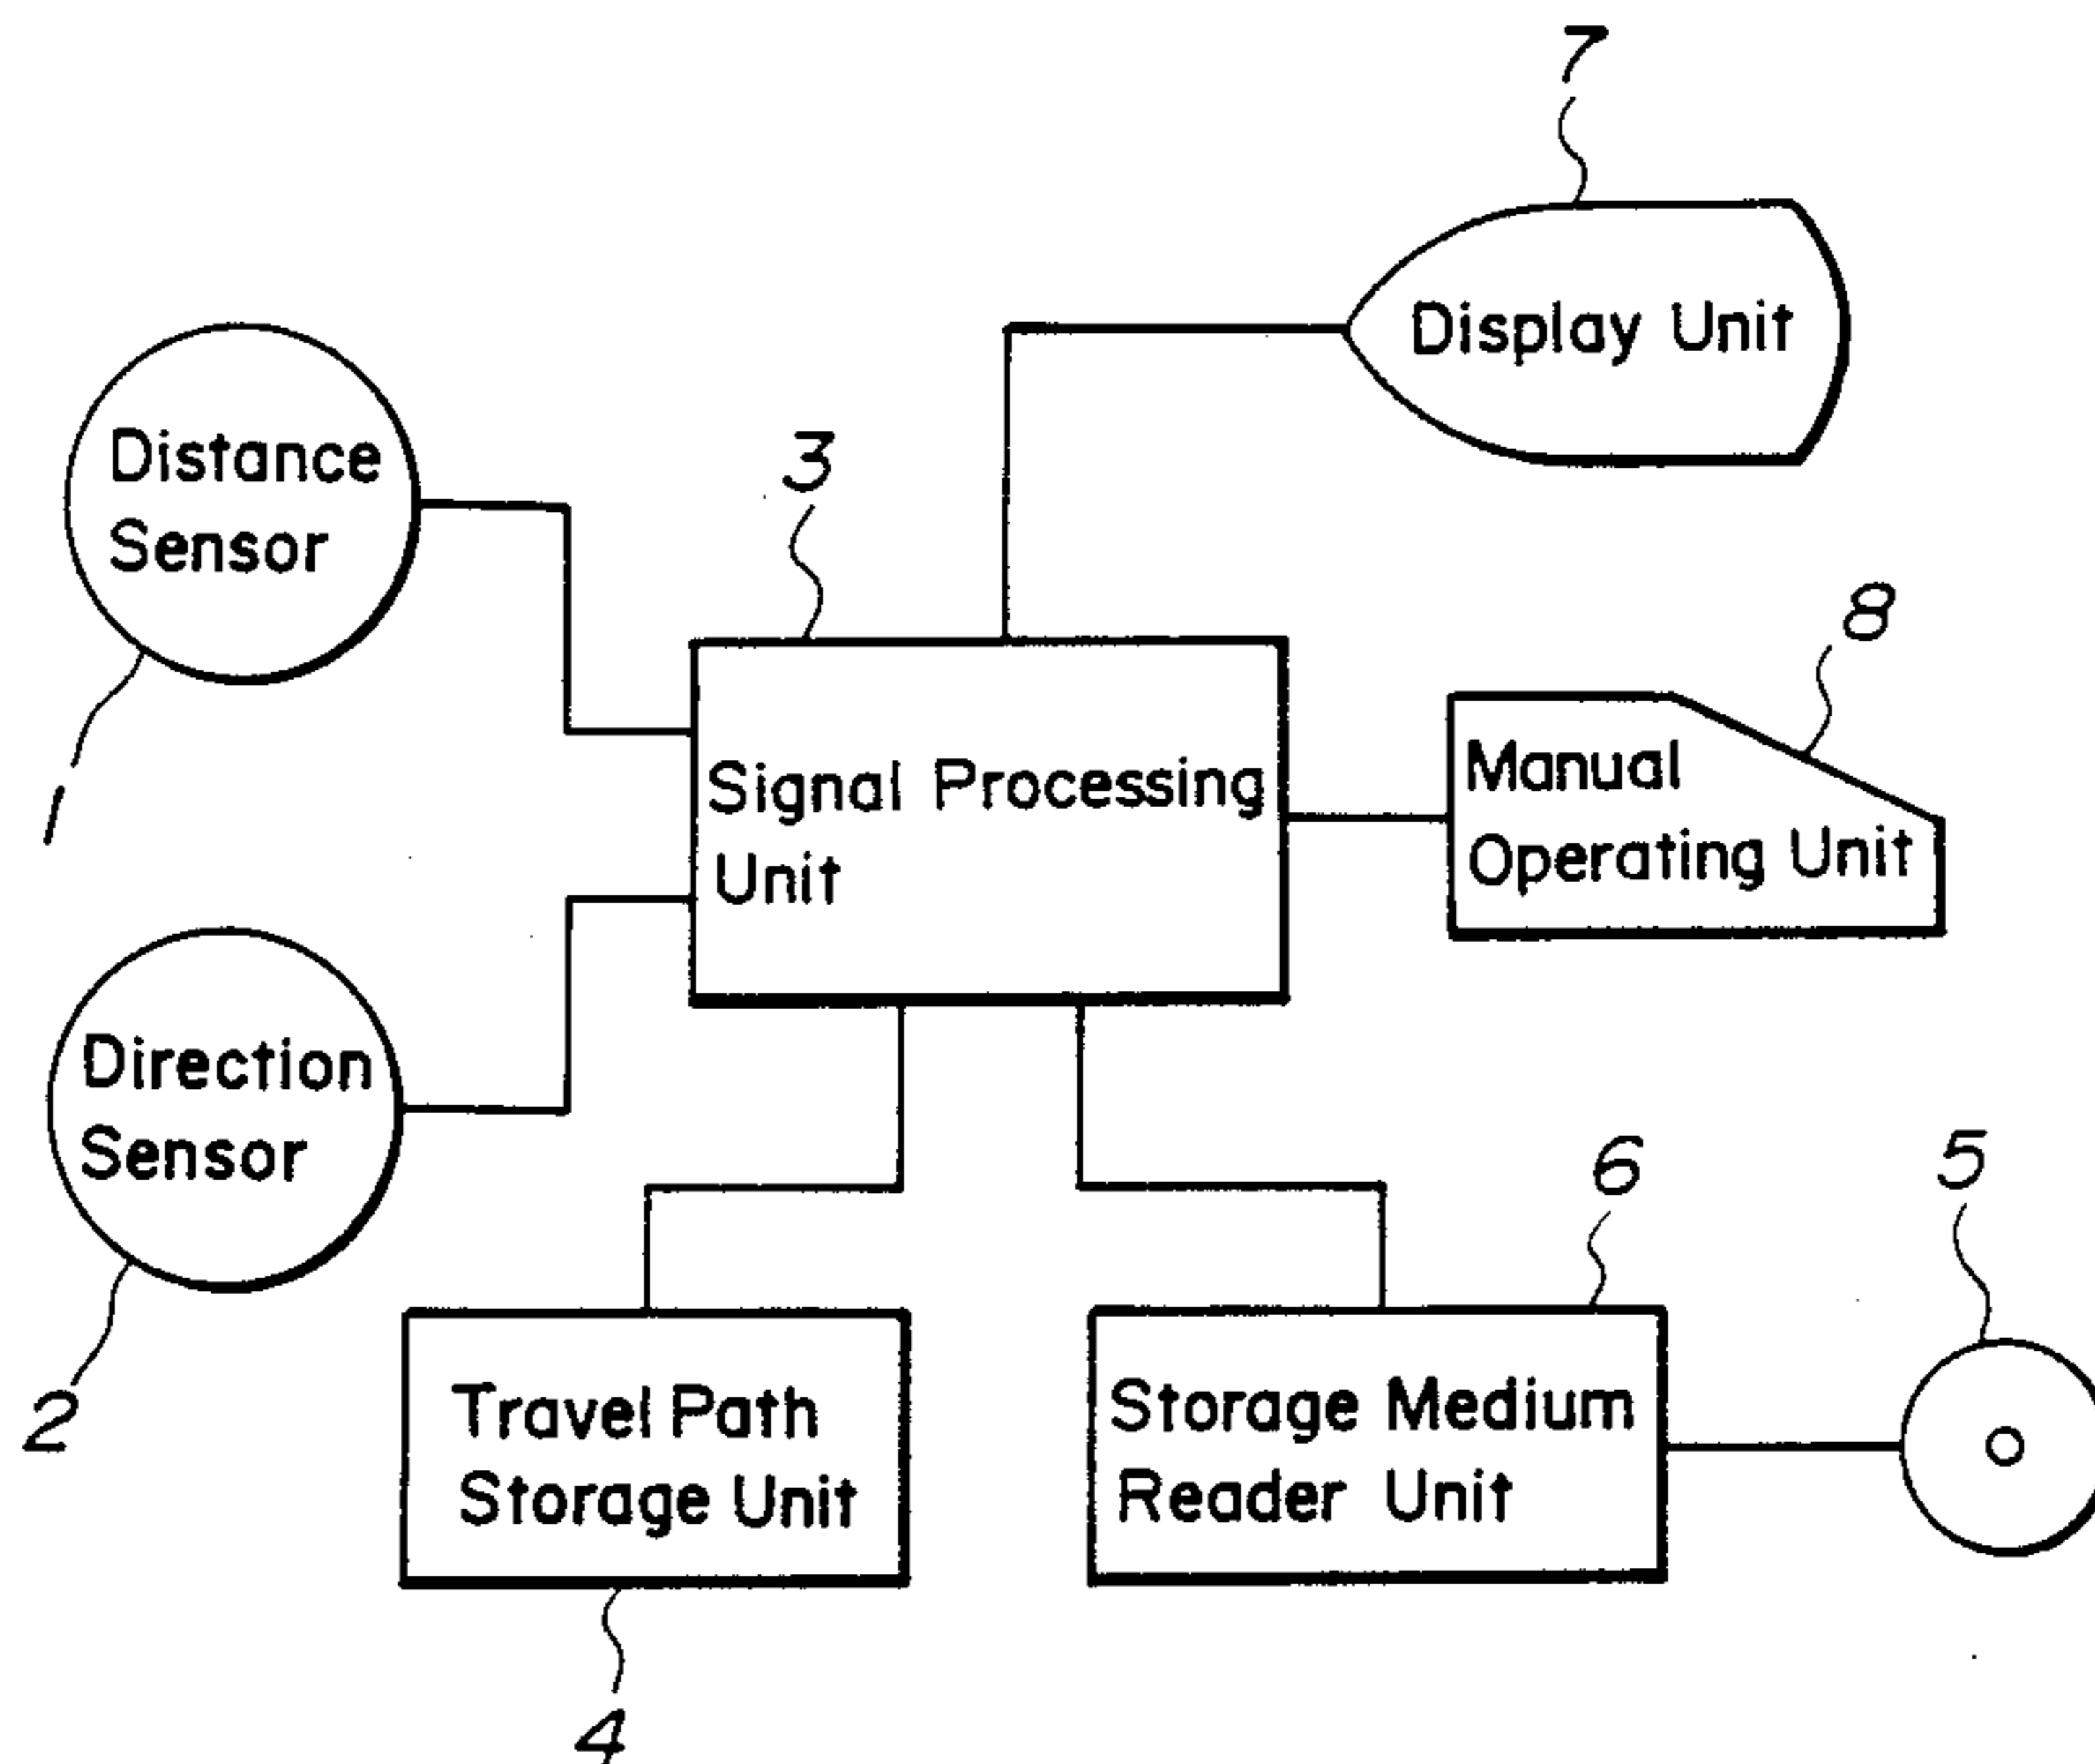 7
Display Unit
Distance
Sensor
1
3
Signal Processing
Unit
8
Manual
Operating Unit
Direction
Sensor
2
Travel Path
Storage Unit
4
6
Storage Medium
Reader Unit
5